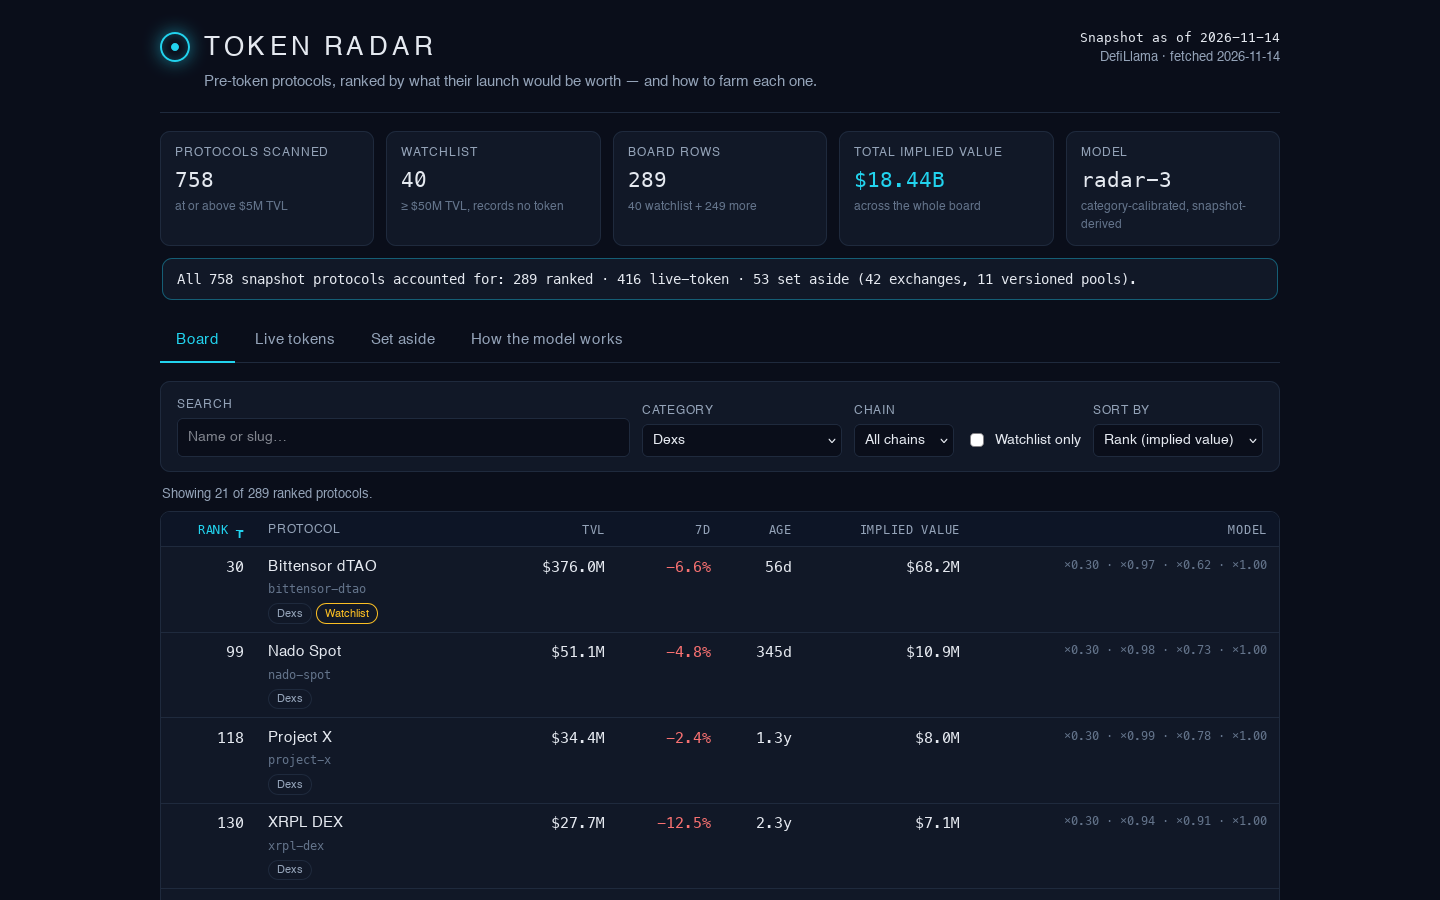 TOKEN RADAR
Pre-token protocols, ranked by what their launch would be worth — and how to farm each one.
Snapshot as of 2026-11-14
DefiLlama · fetched 2026-11-14
PROTOCOLS SCANNED
758
at or above $5M TVL
WATCHLIST
40
≥ $50M TVL, records no token
BOARD ROWS
289
40 watchlist + 249 more
TOTAL IMPLIED VALUE
$18.44B
across the whole board
MODEL
radar-3
category-calibrated, snapshot-
derived
All 758 snapshot protocols accounted for: 289 ranked · 416 live-token · 53 set aside (42 exchanges, 11 versioned pools).
Board Live tokens Set aside How the model works
SEARCH
Name or slug…
CATEGORY
Dexs
CHAIN
All chains
Watchlist only
SORT BY
Rank (implied value)
Showing 21 of 289 ranked protocols.
RANK PROTOCOL TVL 7D AGE IMPLIED VALUE MODEL
30 Bittensor dTAO $376.0M −6.6% 56d $68.2M ×0.30 · ×0.97 · ×0.62 · ×1.00
bittensor-dtao
Dexs Watchlist
99 Nado Spot $51.1M −4.8% 345d $10.9M ×0.30 · ×0.98 · ×0.73 · ×1.00
nado-spot
Dexs
118 Project X $34.4M −2.4% 1.3y $8.0M ×0.30 · ×0.99 · ×0.78 · ×1.00
project-x
Dexs
130 XRPL DEX $27.7M −12.5% 2.3y $7.1M ×0.30 · ×0.94 · ×0.91 · ×1.00
xrpl-dex
Dexs